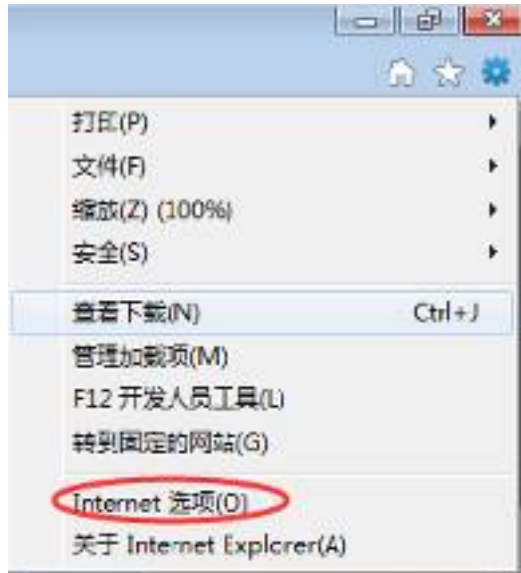 打印(P)
文件(F)
缩放(Z) (100%)
安全(S)
查看下载(N) Ctrl+J
管理加载项(M)
F12 开发人员工具(L)
转到固定的网站(G)
Internet 选项(O)
关于 Internet Explorer(A)